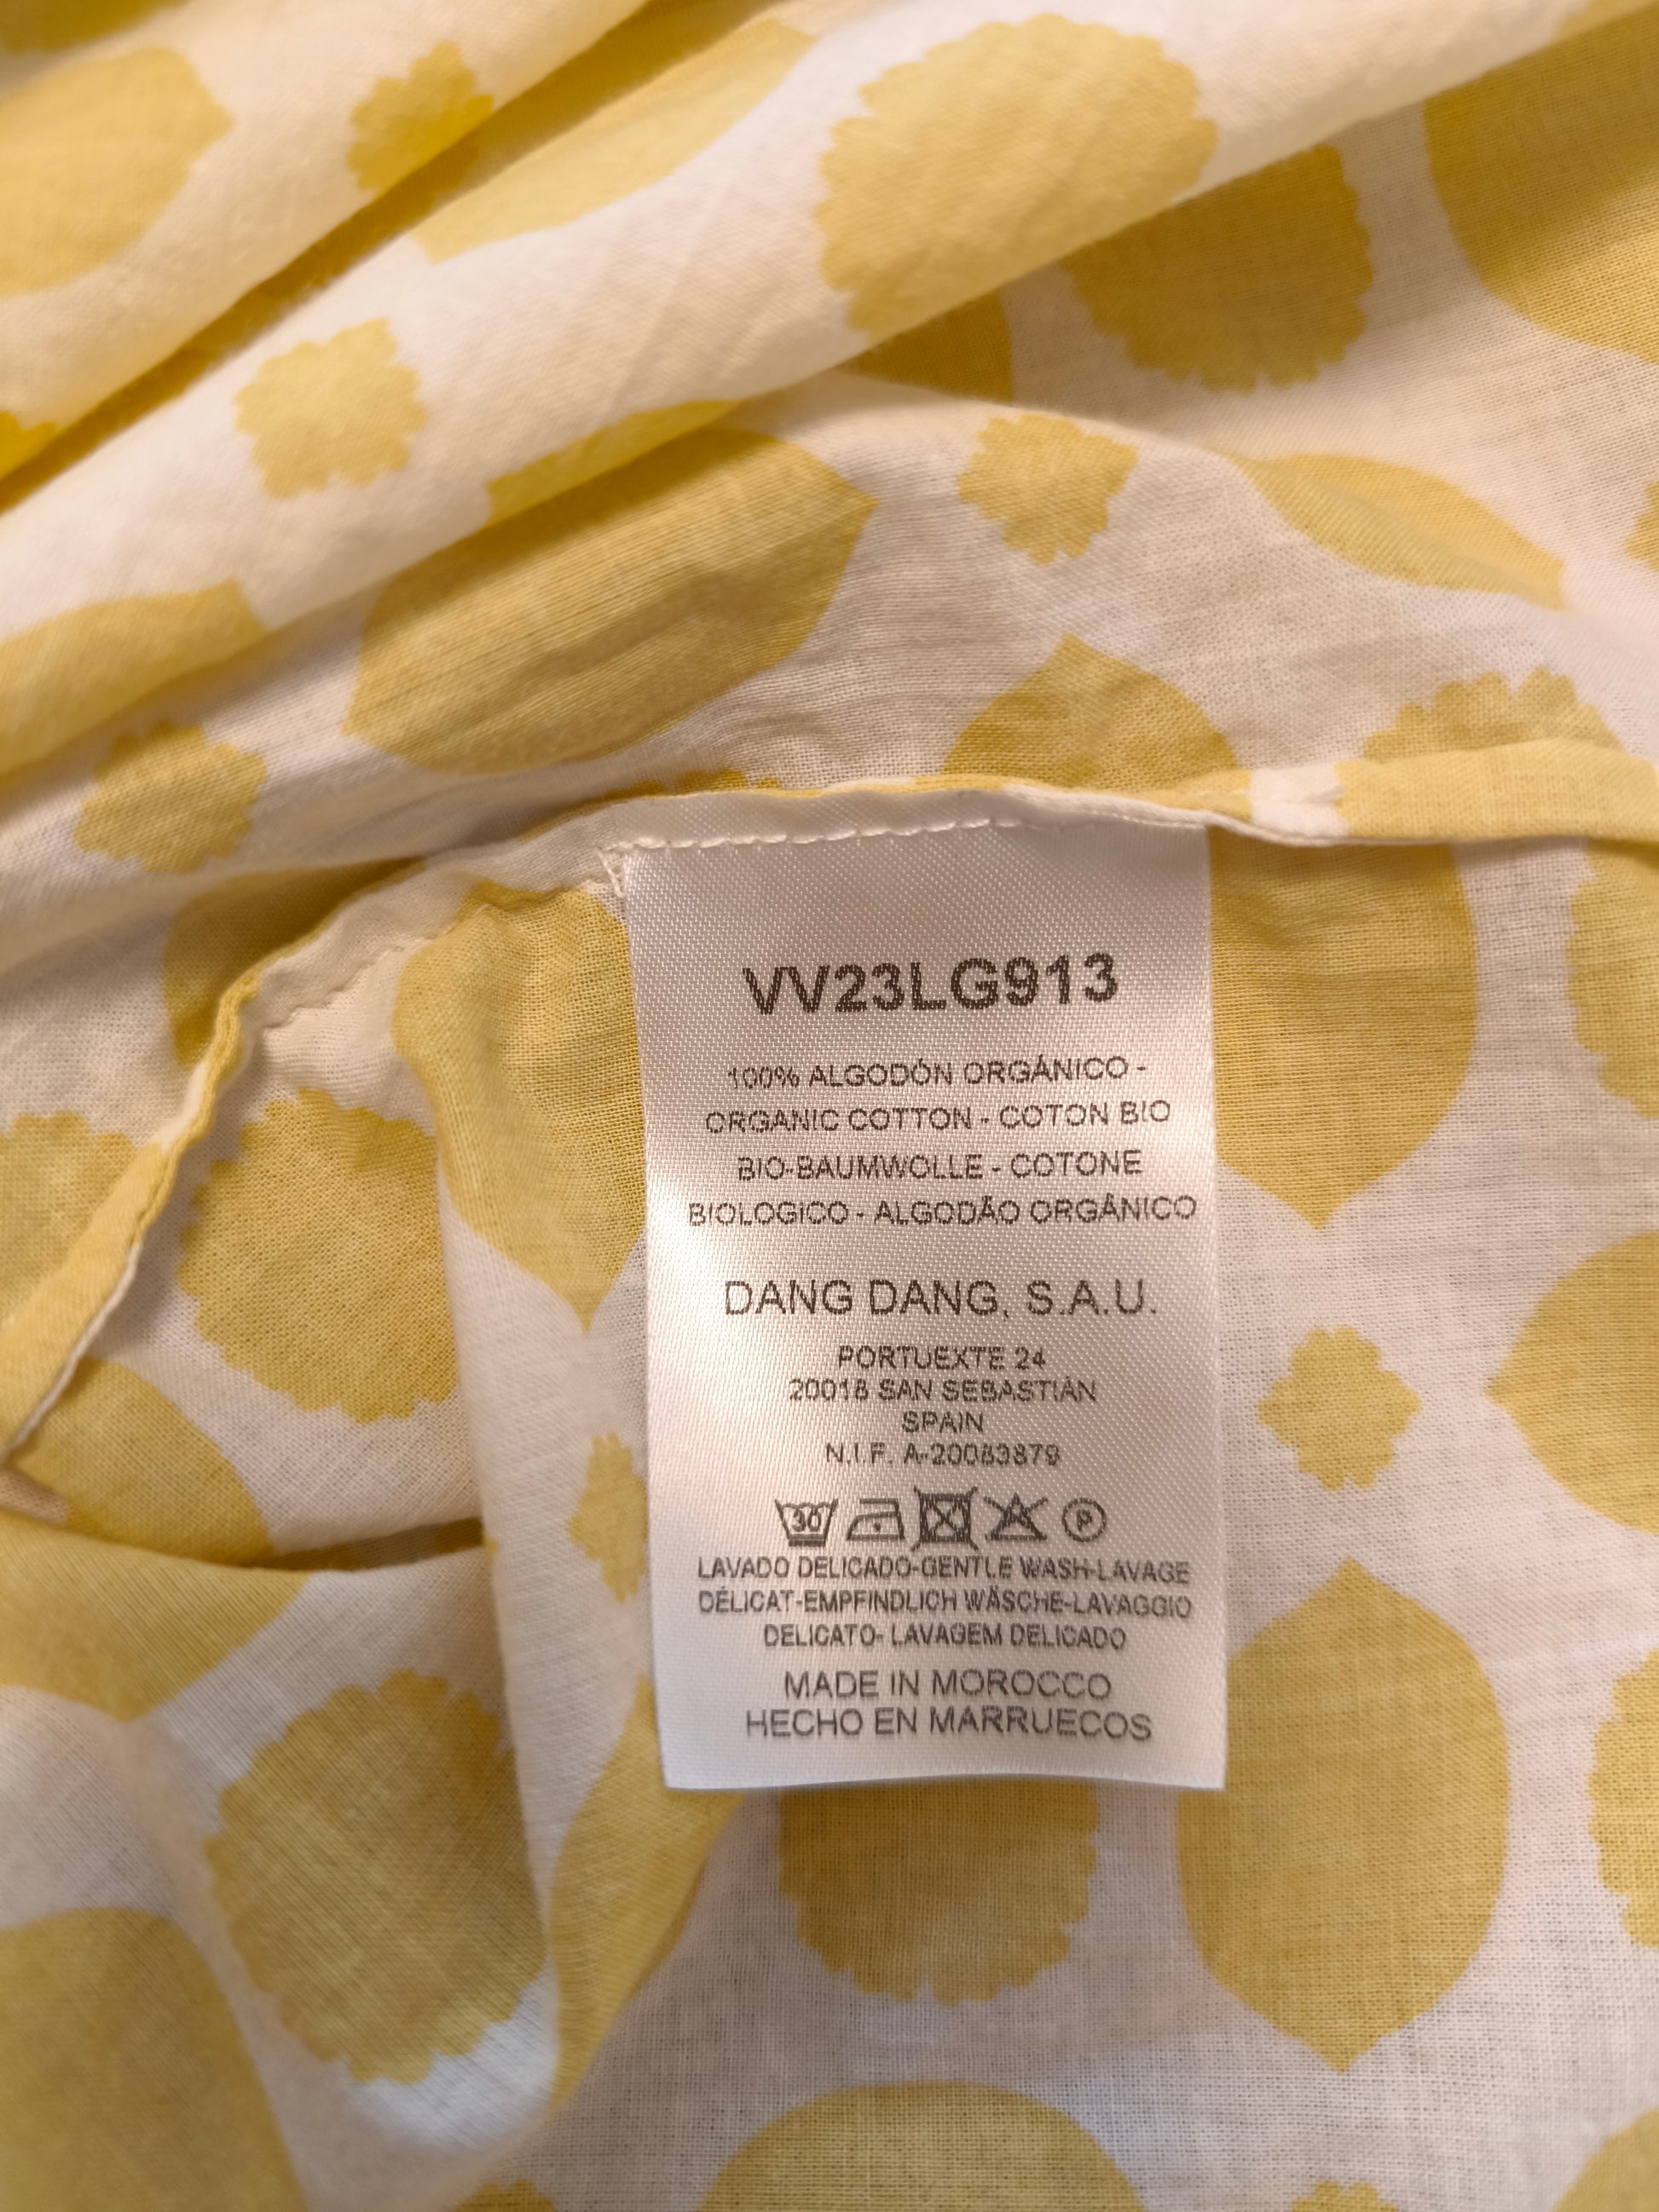 VV23LG913
100% ALGODÓN ORGÁNICO -
ORGANIC COTTON - COTON BIO
BIO-BAUMWOLLE - COTONE
BIOLOGICO - ALGODÃO ORGÂNICO
DANG DANG, S.A.U.
PORTUEXTE 24
20018 SAN SEBASTIÁN
SPAIN
N.I.F. A-20083879
30 P
LAVADO DELICADO-GENTLE WASH-LAVAGE
DÉLICAT-EMPFINDLICH WÄSCHE-LAVAGGIO
DELICATO- LAVAGEM DELICADO
MADE IN MOROCCO
HECHO EN MARRUECOS